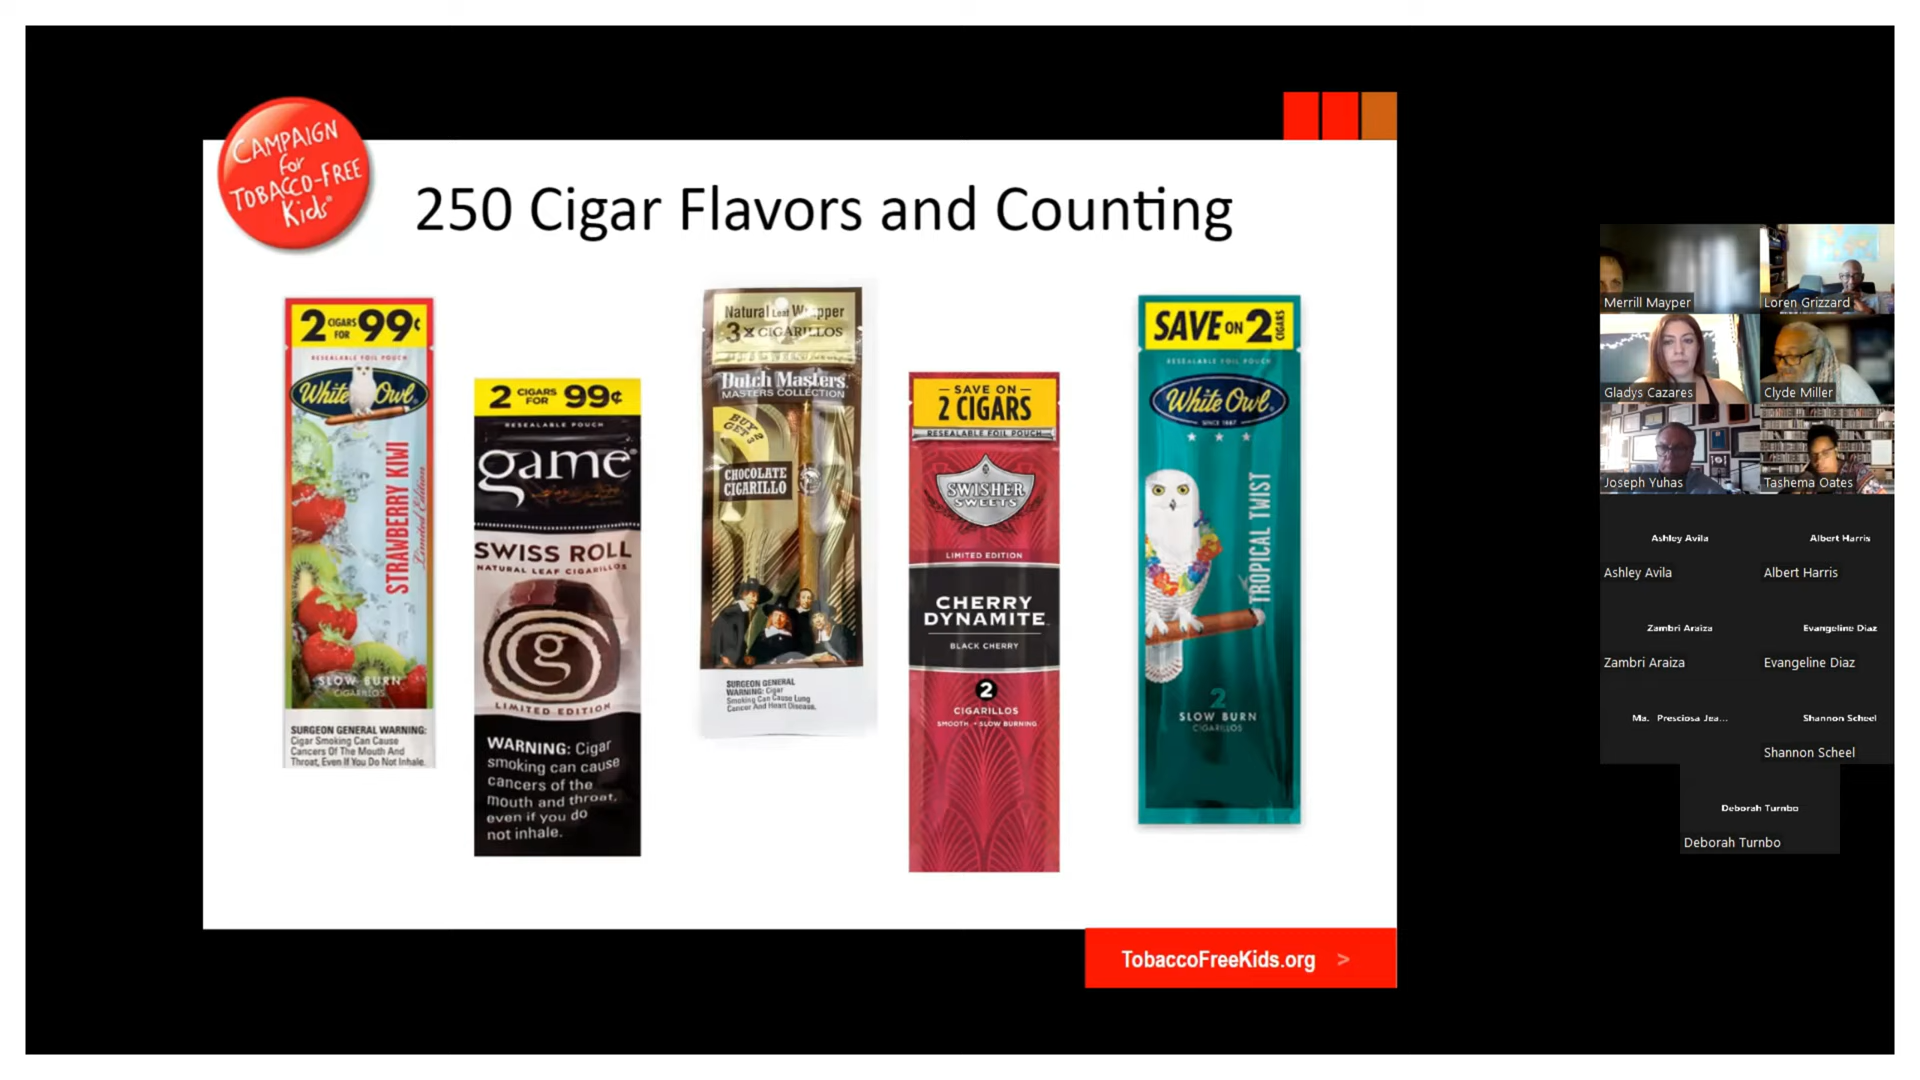 CAMPAIGN
for
TOBACCO-FREE
Kids®
250 Cigar Flavors and Counting
2 CIGARS FOR 99¢
RESEALABLE FOIL POUCH
White Owl
STRAWBERRY KIWI
Limited Edition
SLOW BURN
CIGARILLOS
SURGEON GENERAL WARNING:
Cigar Smoking Can Cause
Cancers Of The Mouth And
Throat, Even If You Do Not Inhale.
2 CIGARS FOR 99¢
RESEALABLE POUCH
game
SWISS ROLL
NATURAL LEAF CIGARILLOS
g
LIMITED EDITION
WARNING: Cigar
smoking can cause
cancers of the
mouth and throat,
even if you do
not inhale.
Natural Leaf Wrapper
3 X CIGARILLOS
Dutch Masters
MASTERS COLLECTION
BUY 2
GET 3
CHOCOLATE
CIGARILLO
SURGEON GENERAL
WARNING: Cigar
Smoking Can Cause Lung
Cancer And Heart Disease.
SAVE ON
2 CIGARS
RESEALABLE FOIL POUCH
SWISHER
SWEETS
LIMITED EDITION
CHERRY
DYNAMITE
BLACK CHERRY
2
CIGARILLOS
SMOOTH • SLOW BURNING
SAVE ON 2 CIGARS
RESEALABLE FOIL POUCH
White Owl
SINCE 1887
TROPICAL TWIST
2
SLOW BURN
CIGARILLOS
TobaccoFreeKids.org >
Merrill Mayper
Loren Grizzard
Gladys Cazares
Clyde Miller
Joseph Yuhas
Tashema Oates
Ashley Avila
Albert Harris
Ashley Avila
Albert Harris
Zambri Araiza
Evangeline Diaz
Zambri Araiza
Evangeline Diaz
Ma. Presciosa Jea...
Shannon Scheel
Shannon Scheel
Deborah Turnbo
Deborah Turnbo